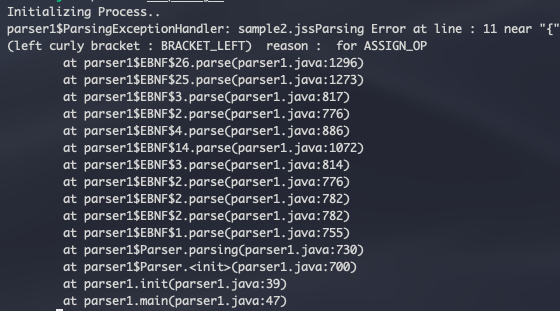 Initializing Process..
parser1$ParsingExceptionHandler: sample2.jssParsing Error at line : 11 near "{"
(left curly bracket : BRACKET_LEFT)  reason :  for ASSIGN_OP
at parser1$EBNF$26.parse(parser1.java:1296)
at parser1$EBNF$25.parse(parser1.java:1273)
at parser1$EBNF$3.parse(parser1.java:817)
at parser1$EBNF$2.parse(parser1.java:776)
at parser1$EBNF$4.parse(parser1.java:886)
at parser1$EBNF$14.parse(parser1.java:1072)
at parser1$EBNF$3.parse(parser1.java:814)
at parser1$EBNF$2.parse(parser1.java:776)
at parser1$EBNF$2.parse(parser1.java:782)
at parser1$EBNF$2.parse(parser1.java:782)
at parser1$EBNF$1.parse(parser1.java:755)
at parser1$Parser.parsing(parser1.java:730)
at parser1$Parser.<init>(parser1.java:700)
at parser1.init(parser1.java:39)
at parser1.main(parser1.java:47)